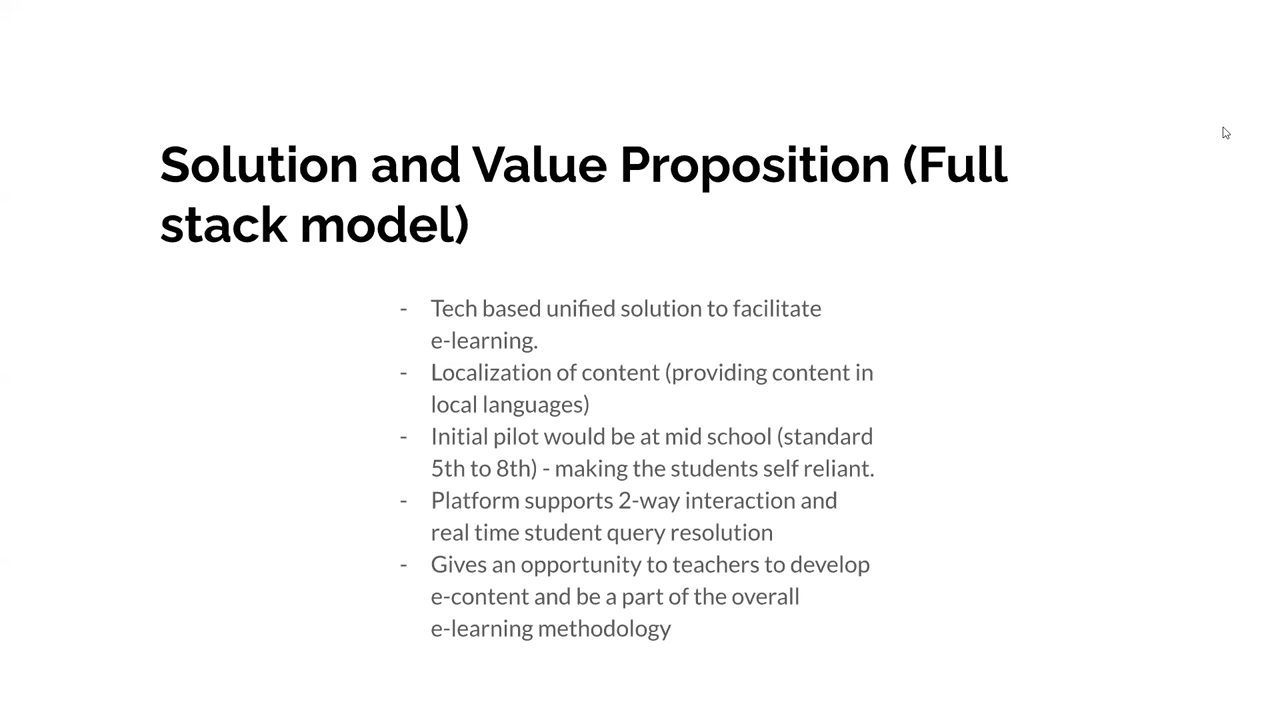 Solution and Value Proposition (Full
stack model)
- Tech based unified solution to facilitate
e-learning.
- Localization of content (providing content in
local languages)
- Initial pilot would be at mid school (standard
5th to 8th) - making the students self reliant.
- Platform supports 2-way interaction and
real time student query resolution
- Gives an opportunity to teachers to develop
e-content and be a part of the overall
e-learning methodology